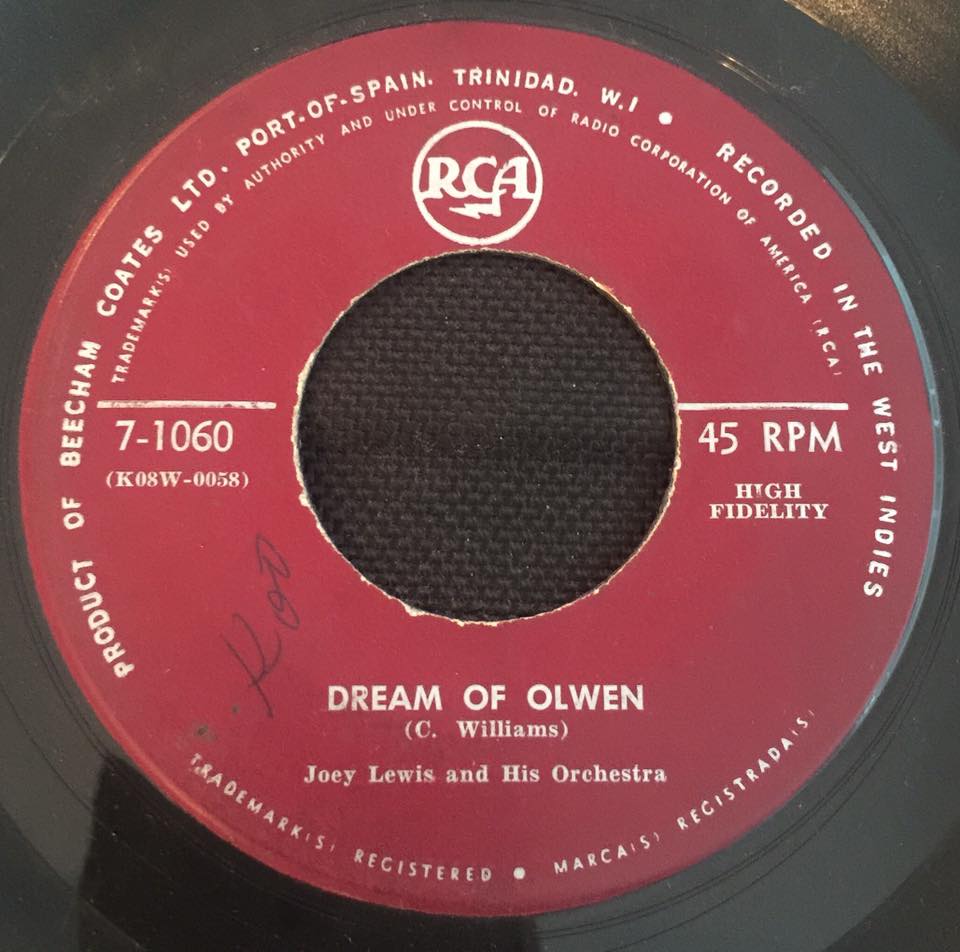 PRODUCT OF BEECHAM COATES LTD. PORT-OF-SPAIN. TRINIDAD. W.I • RECORDED IN THE WEST INDIES
TRADEMARK(S) USED BY AUTHORITY AND UNDER CONTROL OF RADIO CORPORATION OF AMERICA (RCA)
RCA
7-1060
(K08W-0058)
45 RPM
HIGH
FIDELITY
DREAM OF OLWEN
(C. Williams)
Joey Lewis and His Orchestra
TRADEMARK(S) REGISTERED • MARCA(S) REGISTRADA(S)